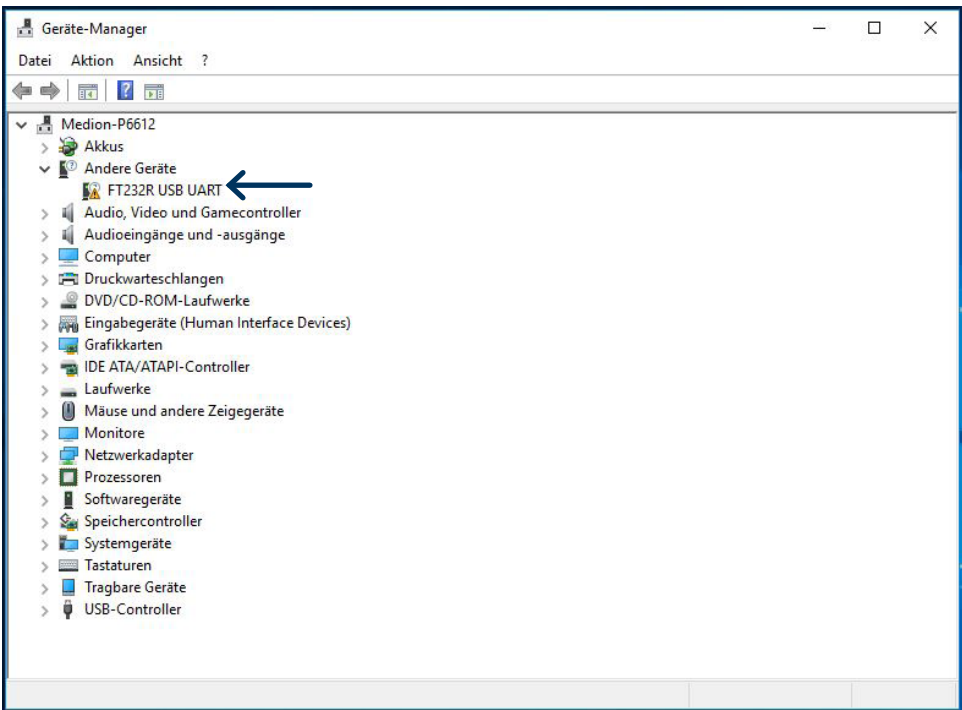 Geräte-Manager
Datei Aktion Ansicht ?
?
Medion-P6612
Akkus
Andere Geräte
FT232R USB UART
Audio, Video und Gamecontroller
Audioeingänge und -ausgänge
Computer
Druckwarteschlangen
DVD/CD-ROM-Laufwerke
Eingabegeräte (Human Interface Devices)
Grafikkarten
IDE ATA/ATAPI-Controller
Laufwerke
Mäuse und andere Zeigegeräte
Monitore
Netzwerkadapter
Prozessoren
Softwaregeräte
Speichercontroller
Systemgeräte
Tastaturen
Tragbare Geräte
USB-Controller